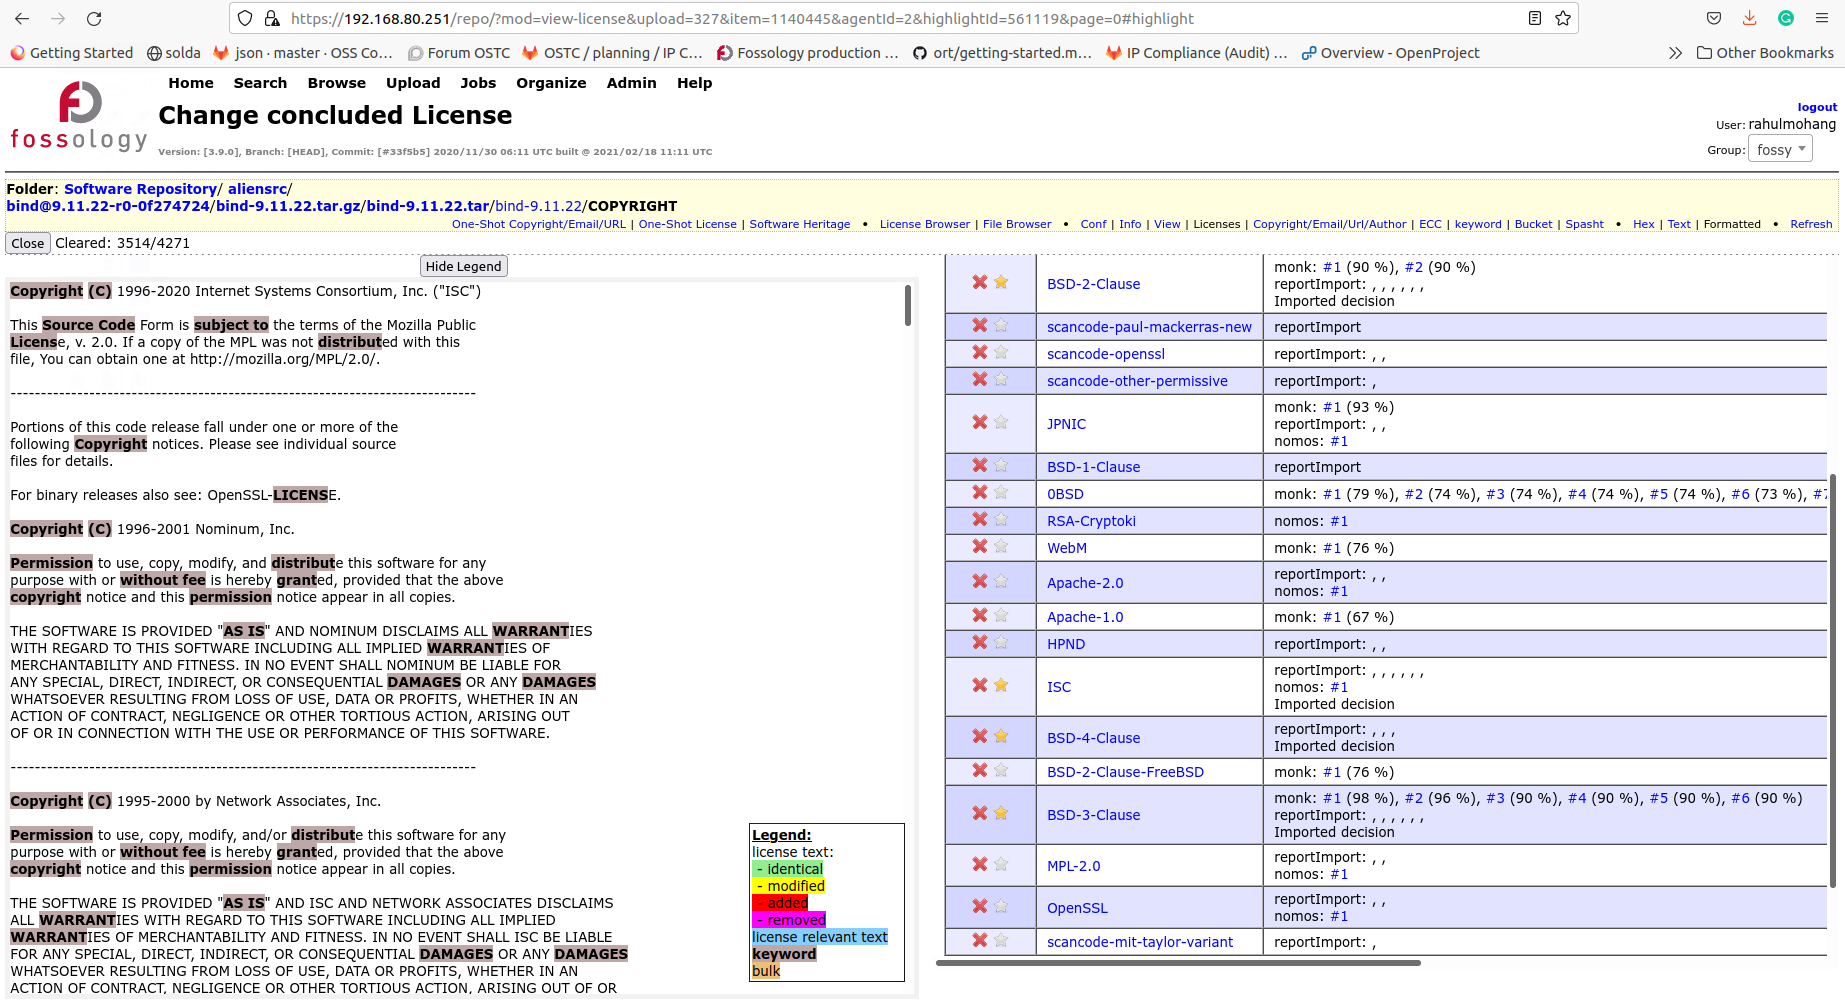 https://192.168.80.251/repo/?mod=view-license&upload=327&item=1140445&agentId=2&highlightId=561119&page=0#highlight
Getting Started solda json · master · OSS Co… Forum OSTC OSTC / planning / IP C… Fossology production … ort/getting-started.m… IP Compliance (Audit) … Overview - OpenProject Other Bookmarks
Home Search Browse Upload Jobs Organize Admin Help
fossology
Change concluded License
Version: [3.9.0], Branch: [HEAD], Commit: [#33f5b5] 2020/11/30 06:11 UTC built @ 2021/02/18 11:11 UTC
logout
User: rahulmohang
Group: fossy
Folder: Software Repository/ aliensrc/
bind@9.11.22-r0-0f274724/bind-9.11.22.tar.gz/bind-9.11.22.tar/bind-9.11.22/COPYRIGHT
One-Shot Copyright/Email/URL | One-Shot License | Software Heritage • License Browser | File Browser • Conf | Info | View | Licenses | Copyright/Email/Url/Author | ECC | keyword | Bucket | Spasht • Hex | Text | Formatted • Refresh
Close Cleared: 3514/4271
Hide Legend
Copyright (C) 1996-2020 Internet Systems Consortium, Inc. ("ISC")
This Source Code Form is subject to the terms of the Mozilla Public
License, v. 2.0. If a copy of the MPL was not distributed with this
file, You can obtain one at http://mozilla.org/MPL/2.0/.
-----------------------------------------------------------------------------
Portions of this code release fall under one or more of the
following Copyright notices. Please see individual source
files for details.
For binary releases also see: OpenSSL-LICENSE.
Copyright (C) 1996-2001 Nominum, Inc.
Permission to use, copy, modify, and distribute this software for any
purpose with or without fee is hereby granted, provided that the above
copyright notice and this permission notice appear in all copies.
THE SOFTWARE IS PROVIDED "AS IS" AND NOMINUM DISCLAIMS ALL WARRANTIES
WITH REGARD TO THIS SOFTWARE INCLUDING ALL IMPLIED WARRANTIES OF
MERCHANTABILITY AND FITNESS. IN NO EVENT SHALL NOMINUM BE LIABLE FOR
ANY SPECIAL, DIRECT, INDIRECT, OR CONSEQUENTIAL DAMAGES OR ANY DAMAGES
WHATSOEVER RESULTING FROM LOSS OF USE, DATA OR PROFITS, WHETHER IN AN
ACTION OF CONTRACT, NEGLIGENCE OR OTHER TORTIOUS ACTION, ARISING OUT
OF OR IN CONNECTION WITH THE USE OR PERFORMANCE OF THIS SOFTWARE.
-----------------------------------------------------------------------------
Copyright (C) 1995-2000 by Network Associates, Inc.
Permission to use, copy, modify, and/or distribute this software for any
purpose with or without fee is hereby granted, provided that the above
copyright notice and this permission notice appear in all copies.
THE SOFTWARE IS PROVIDED "AS IS" AND ISC AND NETWORK ASSOCIATES DISCLAIMS
ALL WARRANTIES WITH REGARD TO THIS SOFTWARE INCLUDING ALL IMPLIED
WARRANTIES OF MERCHANTABILITY AND FITNESS. IN NO EVENT SHALL ISC BE LIABLE
FOR ANY SPECIAL, DIRECT, INDIRECT, OR CONSEQUENTIAL DAMAGES OR ANY DAMAGES
WHATSOEVER RESULTING FROM LOSS OF USE, DATA OR PROFITS, WHETHER IN AN
ACTION OF CONTRACT, NEGLIGENCE OR OTHER TORTIOUS ACTION, ARISING OUT OF OR
Legend:
license text:
- identical
- modified
- added
- removed
license relevant text
keyword
bulk
BSD-2-Clause
monk: #1 (90 %), #2 (90 %)
reportImport: , , , , , ,
Imported decision
scancode-paul-mackerras-new reportImport
scancode-openssl reportImport: , ,
scancode-other-permissive reportImport: ,
JPNIC
monk: #1 (93 %)
reportImport: , ,
nomos: #1
BSD-1-Clause reportImport
0BSD monk: #1 (79 %), #2 (74 %), #3 (74 %), #4 (74 %), #5 (74 %), #6 (73 %), #7
RSA-Cryptoki nomos: #1
WebM monk: #1 (76 %)
Apache-2.0
reportImport: , ,
nomos: #1
Apache-1.0 monk: #1 (67 %)
HPND reportImport: , ,
ISC
reportImport: , , , , , ,
nomos: #1
Imported decision
BSD-4-Clause
reportImport: , , ,
Imported decision
BSD-2-Clause-FreeBSD monk: #1 (76 %)
BSD-3-Clause
monk: #1 (98 %), #2 (96 %), #3 (90 %), #4 (90 %), #5 (90 %), #6 (90 %)
reportImport: , , , , , ,
Imported decision
MPL-2.0
reportImport: , ,
nomos: #1
OpenSSL
reportImport: , ,
nomos: #1
scancode-mit-taylor-variant reportImport: ,